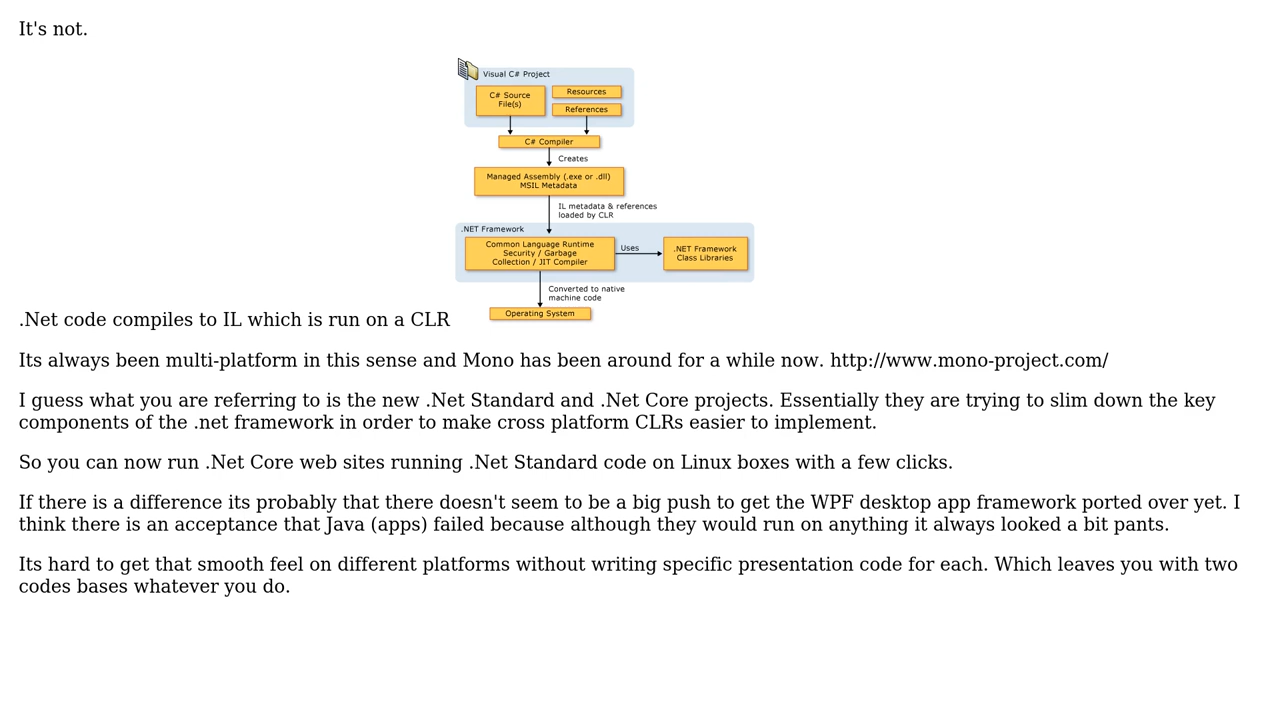 It's not.
Visual C# Project
C# Source
File(s)
Resources
References
C# Compiler
Creates
Managed Assembly (.exe or .dll)
MSIL Metadata
IL metadata & references
loaded by CLR
.NET Framework
Common Language Runtime
Security / Garbage
Collection / JIT Compiler
Uses
.NET Framework
Class Libraries
Converted to native
machine code
Operating System
.Net code compiles to IL which is run on a CLR
Its always been multi-platform in this sense and Mono has been around for a while now. http://www.mono-project.com/
I guess what you are referring to is the new .Net Standard and .Net Core projects. Essentially they are trying to slim down the key
components of the .net framework in order to make cross platform CLRs easier to implement.
So you can now run .Net Core web sites running .Net Standard code on Linux boxes with a few clicks.
If there is a difference its probably that there doesn't seem to be a big push to get the WPF desktop app framework ported over yet. I
think there is an acceptance that Java (apps) failed because although they would run on anything it always looked a bit pants.
Its hard to get that smooth feel on different platforms without writing specific presentation code for each. Which leaves you with two
codes bases whatever you do.